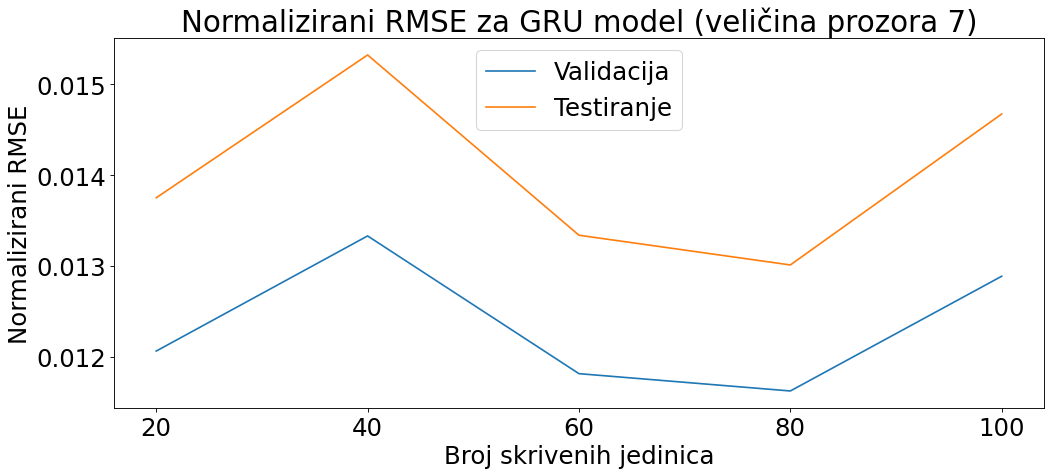 Normalizirani RMSE za GRU model (veličina prozora 7)
Validacija
Testiranje
Normalizirani RMSE
0.015
0.014
0.013
0.012
20 40 60 80 100
Broj skrivenih jedinica